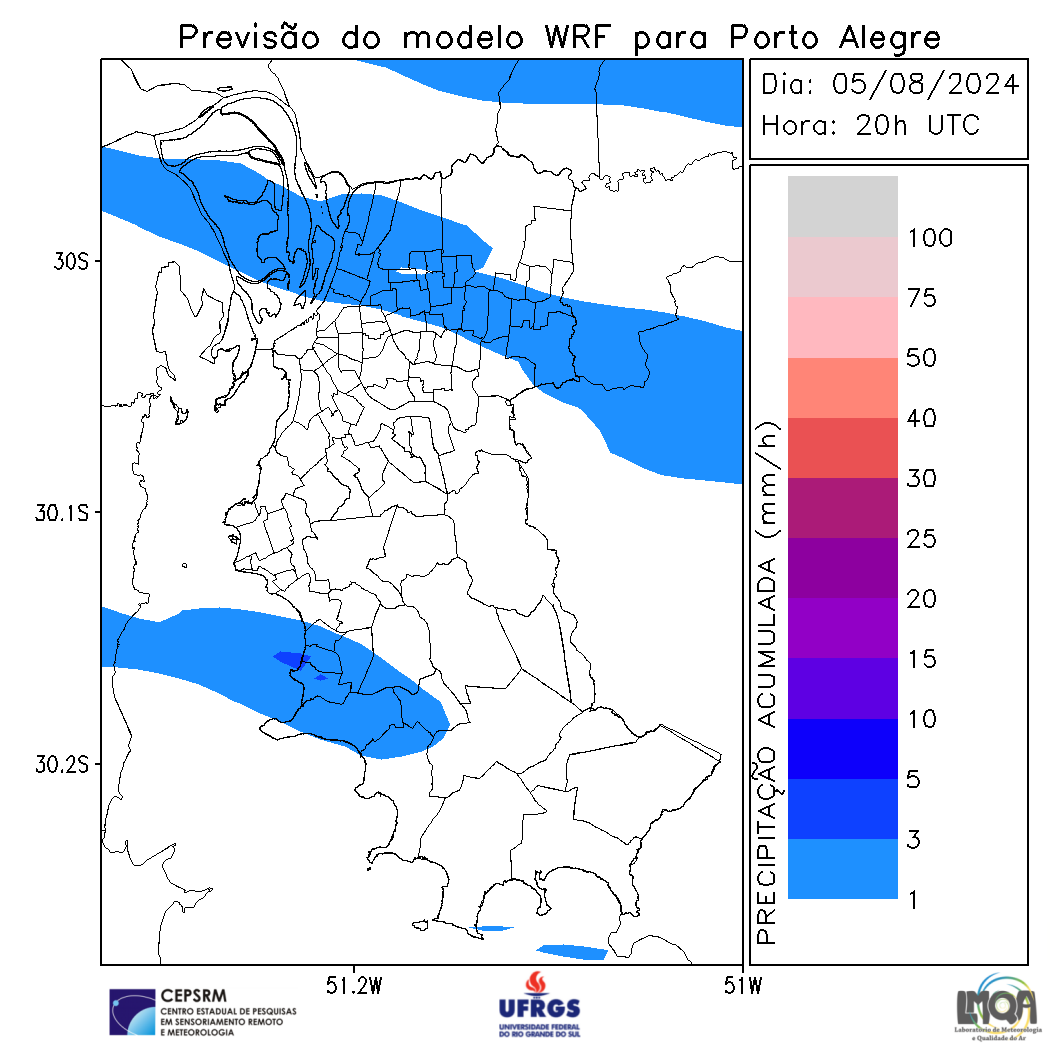 Previsão do modelo WRF para Porto Alegre
Dia: 05/08/2024
Hora: 20h UTC
30S
30.1S
30.2S
51.2W
51W
PRECIPITAÇÃO ACUMULADA (mm/h)
100
75
50
40
30
25
20
15
10
5
3
1
CEPSRM
CENTRO ESTADUAL DE PESQUISAS
EM SENSORIAMENTO REMOTO
E METEOROLOGIA
UFRGS
UNIVERSIDADE FEDERAL
DO RIO GRANDE DO SUL
LMQA
Laboratório de Meteorologia
e Qualidade do Ar